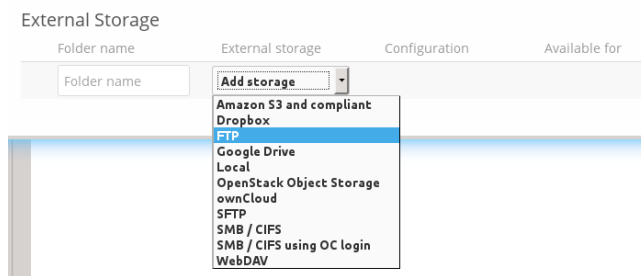 External Storage
Folder name External storage Configuration Available for
Folder name Add storage
Amazon S3 and compliant
Dropbox
FTP
Google Drive
Local
OpenStack Object Storage
ownCloud
SFTP
SMB / CIFS
SMB / CIFS using OC login
WebDAV